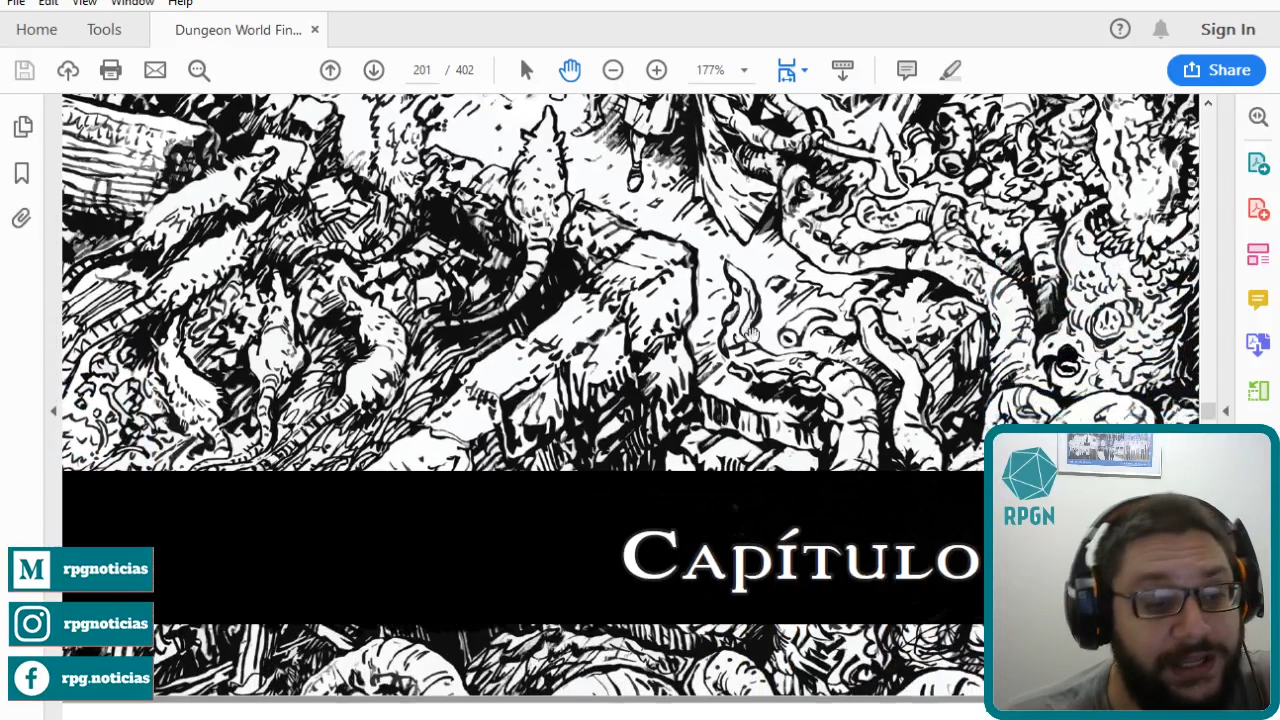 File Edit View Window Help
Home Tools Dungeon World Fin... × Sign In
201 / 402 177% Share
Capítulo
RPGN
M rpgnoticias
rpgnoticias
f rpg.noticias